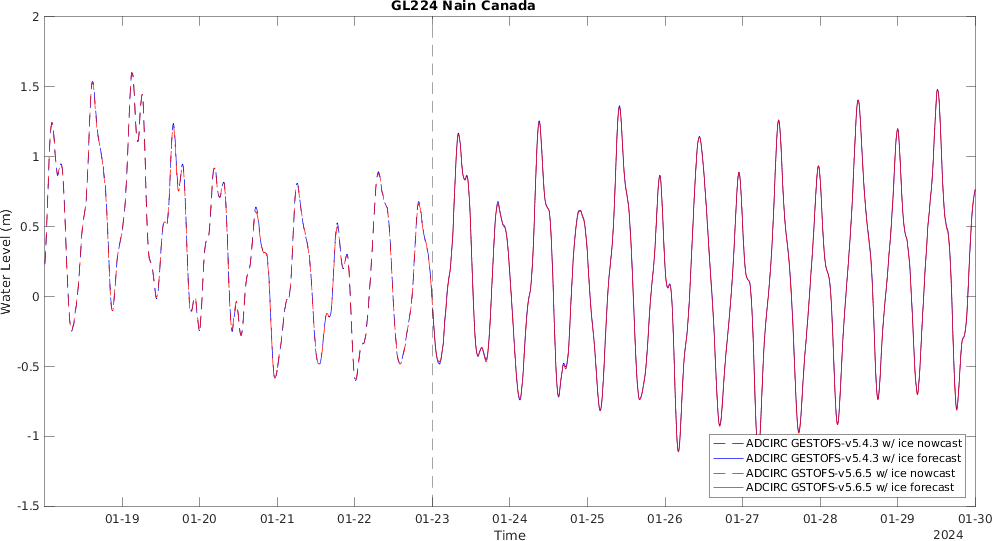 GL224 Nain Canada
Water Level (m)
2
1.5
1
0.5
0
-0.5
-1
-1.5
ADCIRC GESTOFS-v5.4.3 w/ ice nowcast
ADCIRC GESTOFS-v5.4.3 w/ ice forecast
ADCIRC GSTOFS-v5.6.5 w/ ice nowcast
ADCIRC GSTOFS-v5.6.5 w/ ice forecast
01-19 01-20 01-21 01-22 01-23 01-24 01-25 01-26 01-27 01-28 01-29 01-30
Time
2024